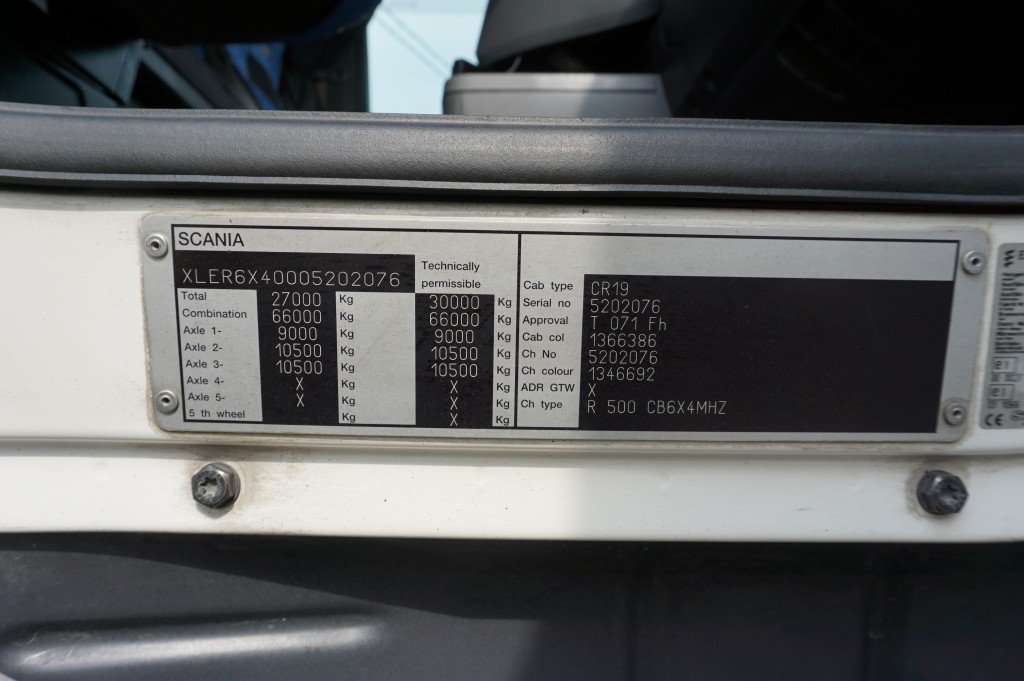 SCANIA
XLER6X40005202076
Technically
permissible
Total 27000 Kg 30000 Kg
Combination 66000 Kg 66000 Kg
Axle 1- 9000 Kg 9000 Kg
Axle 2- 10500 Kg 10500 Kg
Axle 3- 10500 Kg 10500 Kg
Axle 4- X Kg X Kg
Axle 5- X Kg X Kg
5 th wheel Kg X Kg
Cab type CR19
Serial no 5202076
Approval T 071 Fh
Cab col 1366386
Ch No 5202076
Ch colour 1346692
ADR GTW X
Ch type R 500 CB6X4MHZ
e1
e1
CE